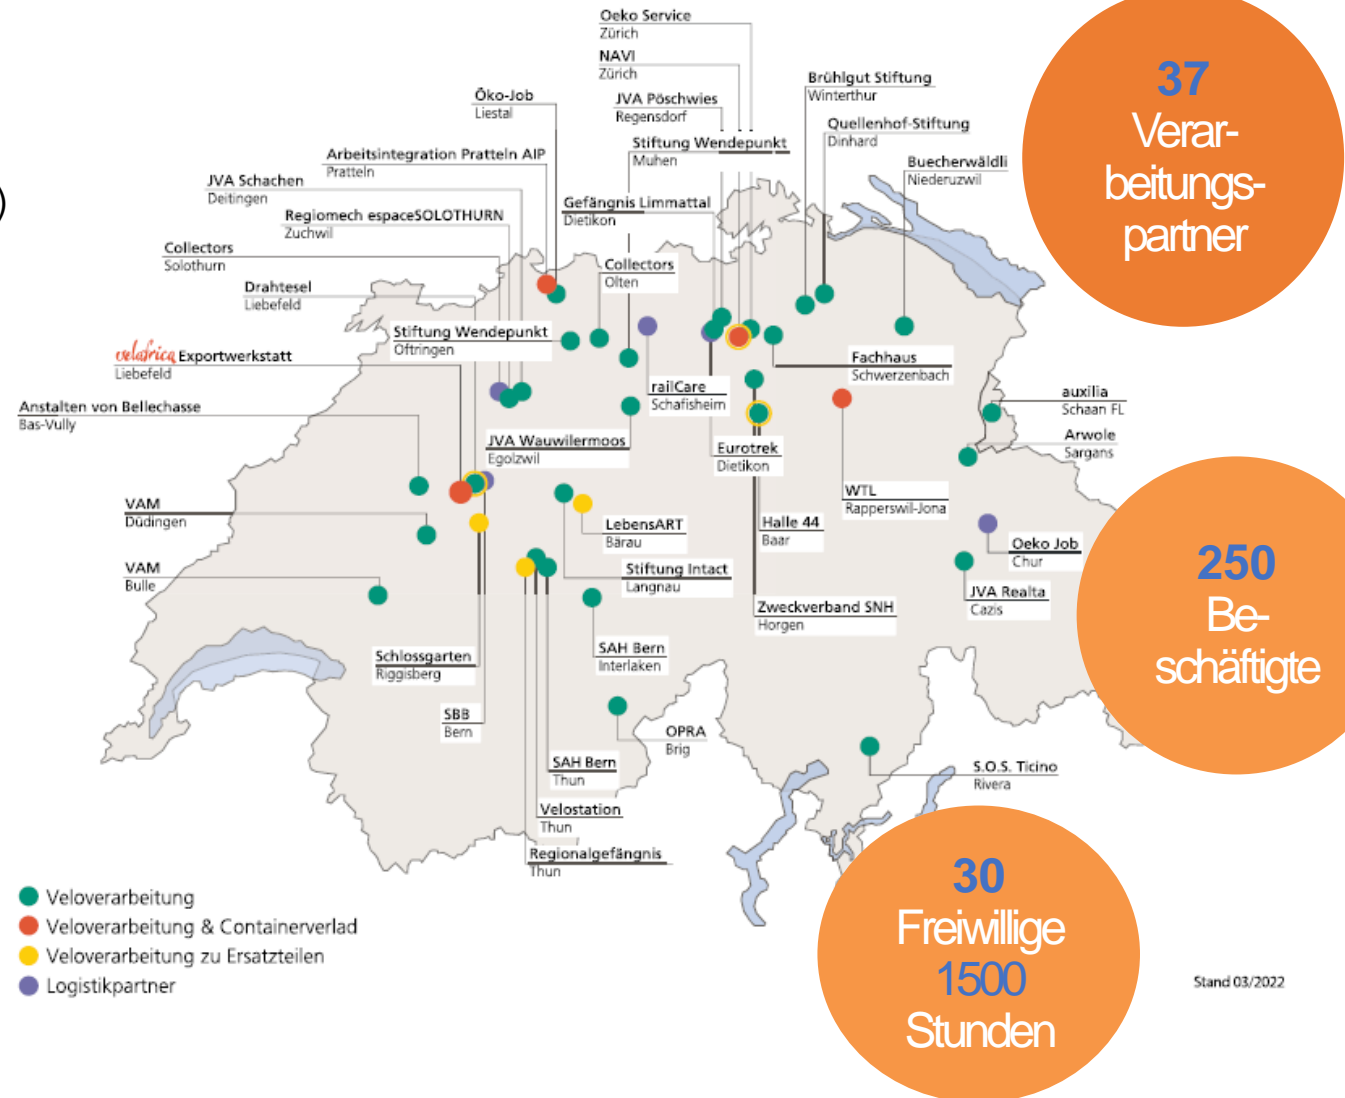 Oeko Service
Zürich
NAVI
Zürich
Brühlgut Stiftung
Winterthur
Öko-Job
Liestal
JVA Pöschwies
Regensdorf
Quellenhof-Stiftung
Dinhard
Stiftung Wendepunkt
Muhen
Arbeitsintegration Pratteln AIP
Pratteln
Buecherwäldli
Niederuzwil
JVA Schachen
Deitingen
)
Gefängnis Limmattal
Dietikon
Regiomech espaceSOLOTHURN
Zuchwil
Collectors
Solothurn
Collectors
Olten
Drahtesel
Liebefeld
Stiftung Wendepunkt
Oftringen
velafrica Exportwerkstatt
Liebefeld
Fachhaus
Schwerzenbach
railCare
Schafisheim
auxilia
Schaan FL
Anstalten von Bellechasse
Bas-Vully
JVA Wauwilermoos
Egolzwil
Eurotrek
Dietikon
Arwole
Sargans
WTL
Rapperswil-Jona
VAM
Düdingen
LebensART
Bärau
Halle 44
Baar
Oeko Job
Chur
VAM
Bulle
Stiftung Intact
Langnau
JVA Realta
Cazis
Zweckverband SNH
Horgen
Schlossgarten
Riggisberg
SAH Bern
Interlaken
SBB
Bern
OPRA
Brig
SAH Bern
Thun
S.O.S. Ticino
Rivera
Velostation
Thun
Regionalgefängnis
Thun
37
Verar-
beitungs-
partner
250
Be-
schäftigte
30
Freiwillige
1500
Stunden
Veloverarbeitung
Veloverarbeitung & Containerverlad
Veloverarbeitung zu Ersatzteilen
Logistikpartner
Stand 03/2022